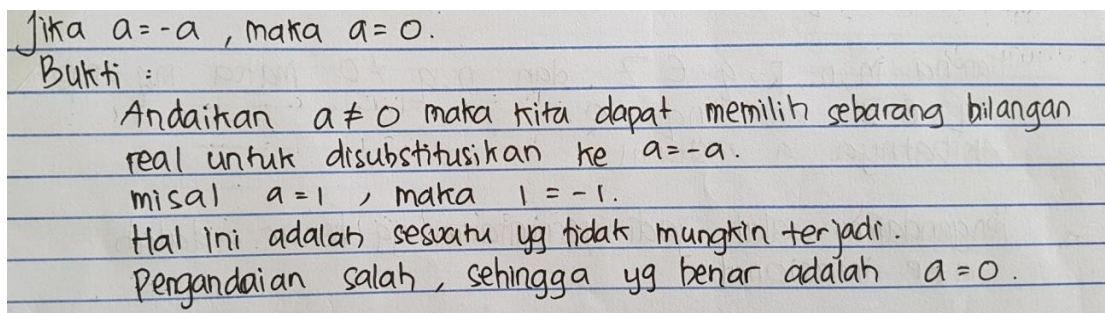 Jika a = -a , maka a = 0.
Bukti :
Andaikan a ≠ 0 maka kita dapat memilih sebarang bilangan
real untuk disubstitusikan ke a = -a.
misal a = 1 , maka 1 = -1.
Hal ini adalah sesuatu yg tidak mungkin terjadi.
Pengandaian salah, sehingga yg benar adalah a = 0.